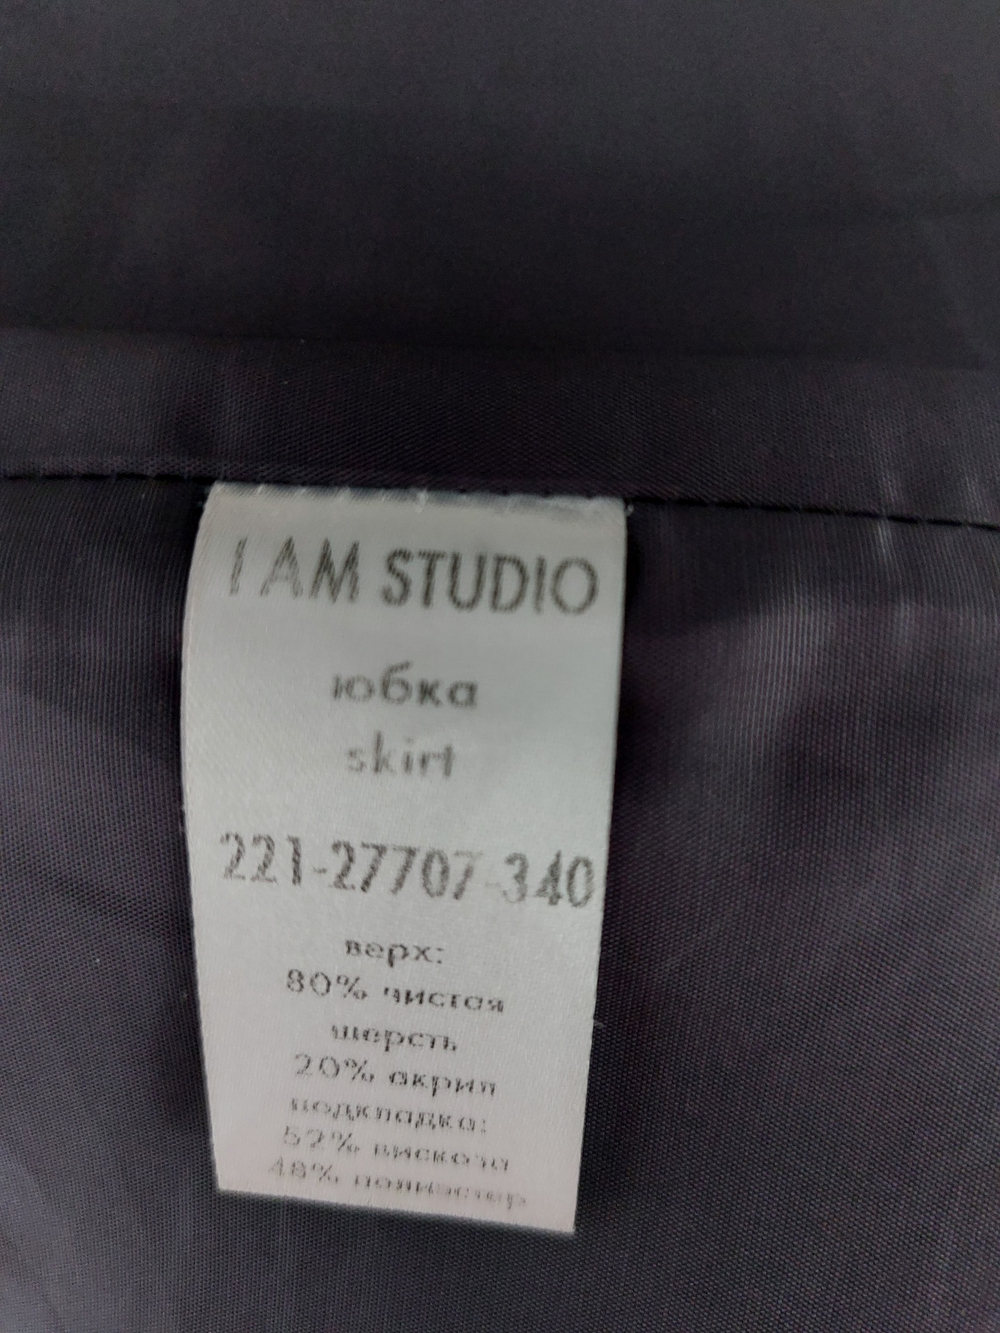 I AM STUDIO
юбка
skirt
221-27707-340
верх:
80% чистая
шерсть
20% акрил
подкладка:
52% вискоза
48% полиэстер